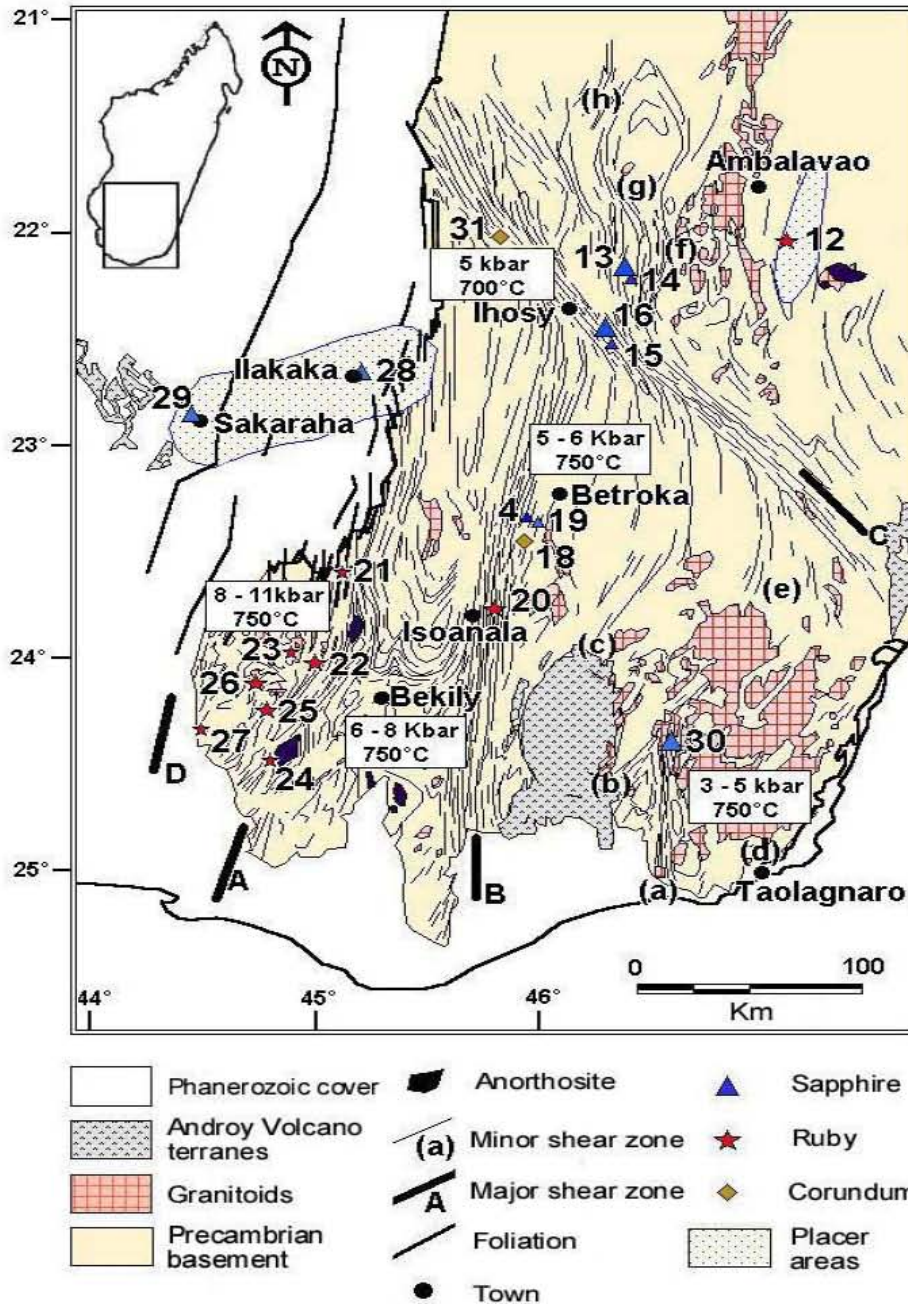 21°
N
(h)
Ambalavao
(g)
22°
31
13
(f)
12
5 kbar
700°C
14
Ihosy
16
15
Ilakaka
28
29
Sakaraha
23°
5 - 6 Kbar
750°C
Betroka
4
19
C
18
21
8 - 11kbar
750°C
20
(e)
Isoanala
23
22
24°
(c)
26
Bekily
25
27
6 - 8 Kbar
750°C
30
24
D
(b)
3 - 5 kbar
750°C
25°
A
B
(a)
(d)
Taolagnaro
0
100
Km
44°
45°
46°
Phanerozoic cover
Anorthosite
Sapphire
Androy Volcano
terranes
(a)
Minor shear zone
Ruby
Granitoids
A
Major shear zone
Corundum
Precambrian
basement
Foliation
Placer
areas
Town